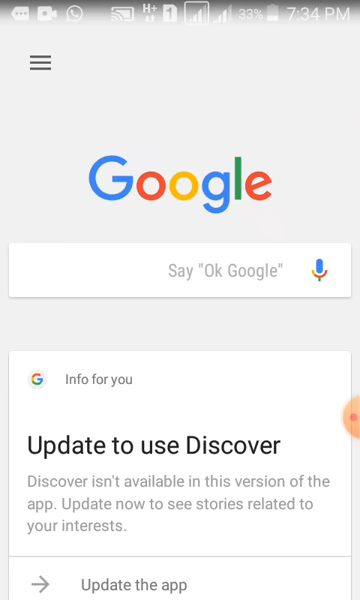 H+ 1 33% 7:34 PM
Google
Say "Ok Google"
G Info for you
Update to use Discover
Discover isn't available in this version of the
app. Update now to see stories related to
your interests.
Update the app